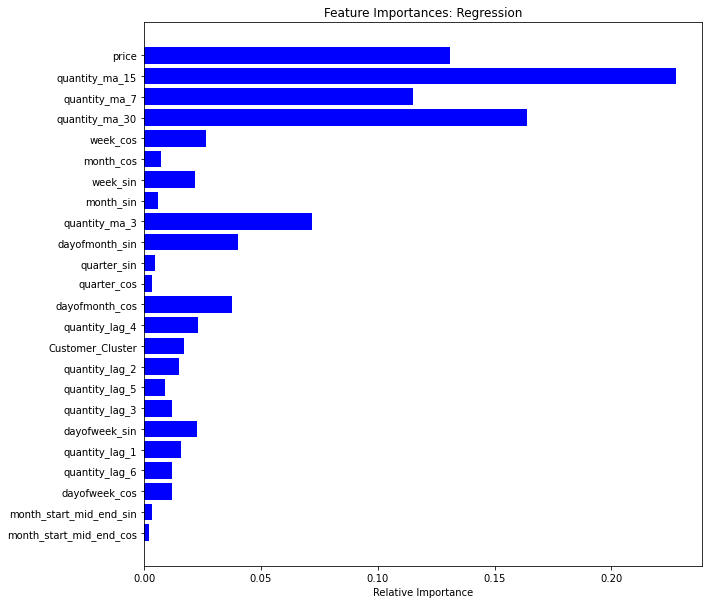 Feature Importances: Regression
price
quantity_ma_15
quantity_ma_7
quantity_ma_30
week_cos
month_cos
week_sin
month_sin
quantity_ma_3
dayofmonth_sin
quarter_sin
quarter_cos
dayofmonth_cos
quantity_lag_4
Customer_Cluster
quantity_lag_2
quantity_lag_5
quantity_lag_3
dayofweek_sin
quantity_lag_1
quantity_lag_6
dayofweek_cos
month_start_mid_end_sin
month_start_mid_end_cos
0.00 0.05 0.10 0.15 0.20
Relative Importance